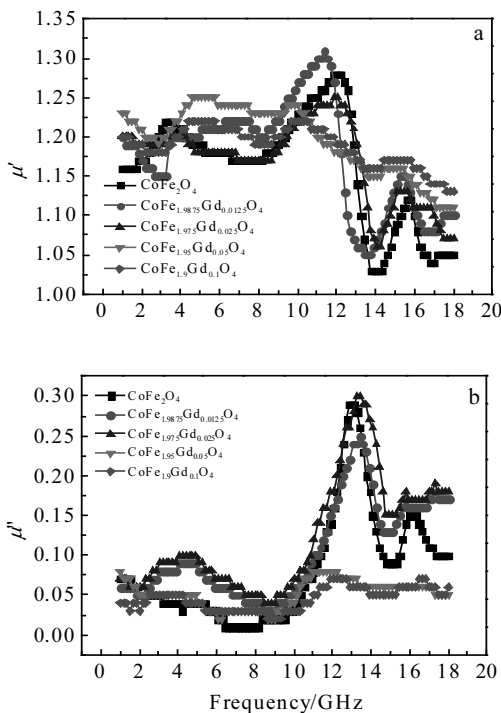 a
1.35
1.30
1.25
1.20
1.15
1.10
1.05
1.00
μ'
CoFe₂O₄
CoFe₁.₉₈₇₅Gd₀.₀₁₂₅O₄
CoFe₁.₉₇₅Gd₀.₀₂₅O₄
CoFe₁.₉₅Gd₀.₀₅O₄
CoFe₁.₉Gd₀.₁O₄
0 2 4 6 8 10 12 14 16 18 20
b
0.30
0.20
0.10
0.05
0.00
μ"
CoFe₂O₄
CoFe₁.₉₈₇₅Gd₀.₀₁₂₅O₄
CoFe₁.₉₇₅Gd₀.₀₂₅O₄
CoFe₁.₉₅Gd₀.₀₅O₄
CoFe₁.₉Gd₀.₁O₄
0 2 4 6 8 10 12 14 16 18 20
Frequency/GHz